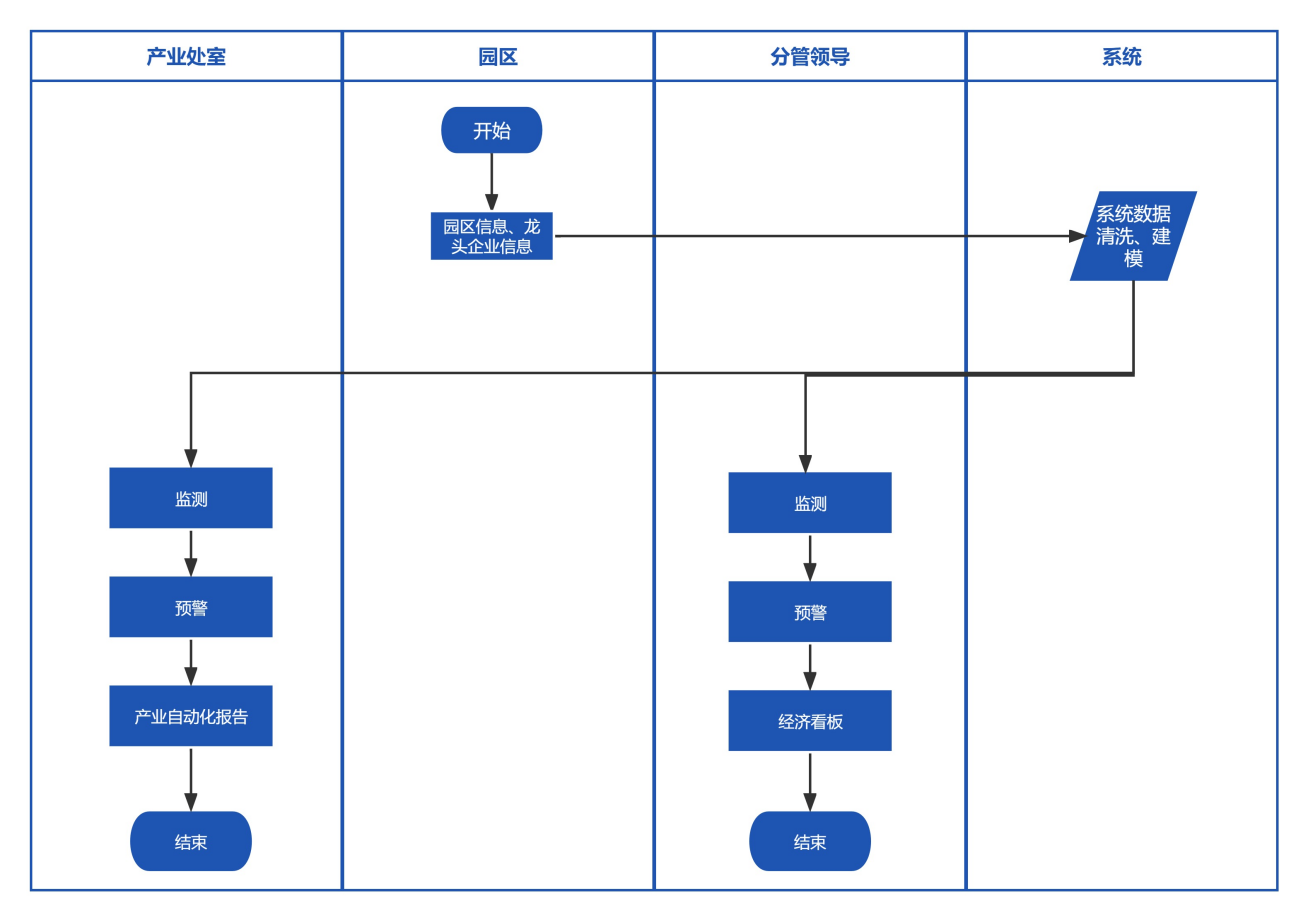 产业处室
园区
分管领导
系统
开始
园区信息、龙
头企业信息
系统数据
清洗、建
模
监测
预警
产业自动化报告
结束
监测
预警
经济看板
结束